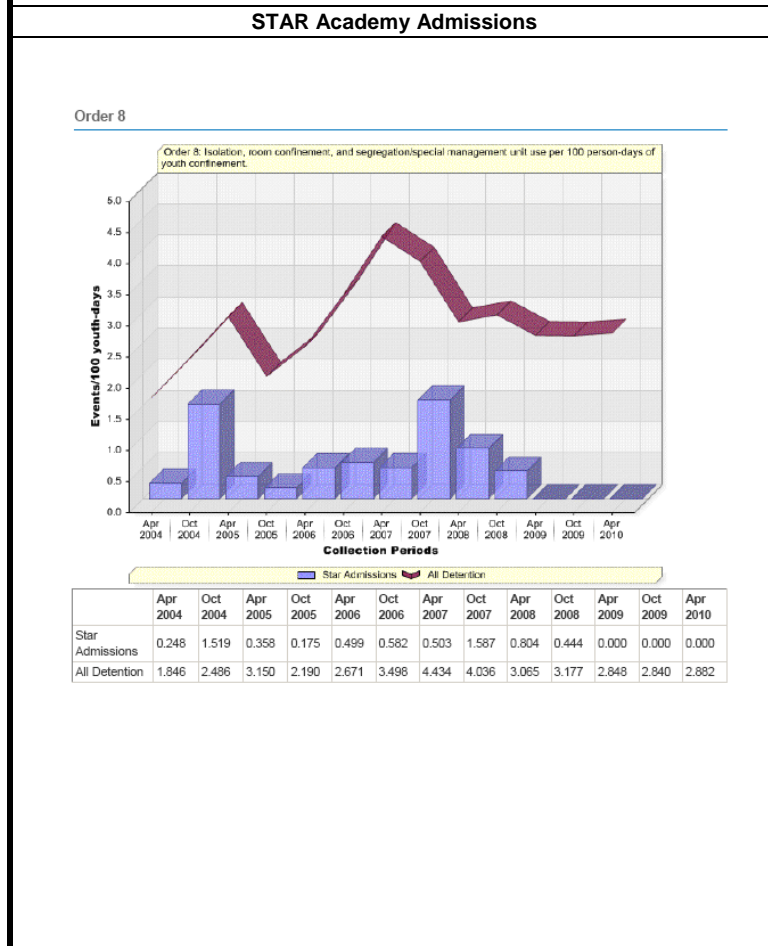 STAR Academy Admissions
Order 8
Order 8: Isolation, room confinement, and segregation/special management unit use per 100 person-days of
youth confinement.
Events/100 youth-days
5.0
4.5
4.0
3.5
3.0
2.5
2.0
1.5
1.0
0.5
0.0
Apr Oct Apr Oct Apr Oct Apr Oct Apr Oct Apr Oct Apr
2004 2004 2005 2005 2006 2006 2007 2007 2008 2008 2009 2009 2010
Collection Periods
Star Admissions All Detention
Apr Oct Apr Oct Apr Oct Apr Oct Apr Oct Apr Oct Apr
2004 2004 2005 2005 2006 2006 2007 2007 2008 2008 2009 2009 2010
Star
Admissions 0.248 1.519 0.358 0.175 0.499 0.582 0.503 1.587 0.804 0.444 0.000 0.000 0.000
All Detention 1.846 2.486 3.150 2.190 2.671 3.498 4.434 4.036 3.065 3.177 2.848 2.840 2.882